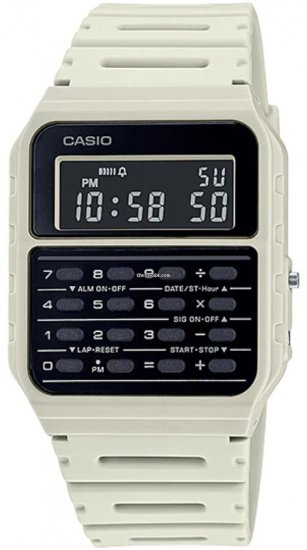 CASIO
PM SU
10:58 50
7 8 9 ÷
▼ALM ON•OFF DATE/ST-Hour▲
4 5 6 ×
SIG ON•OFF▲
1 2 3 −
▼LAP•RESET START•STOP▽
0 •PM = +